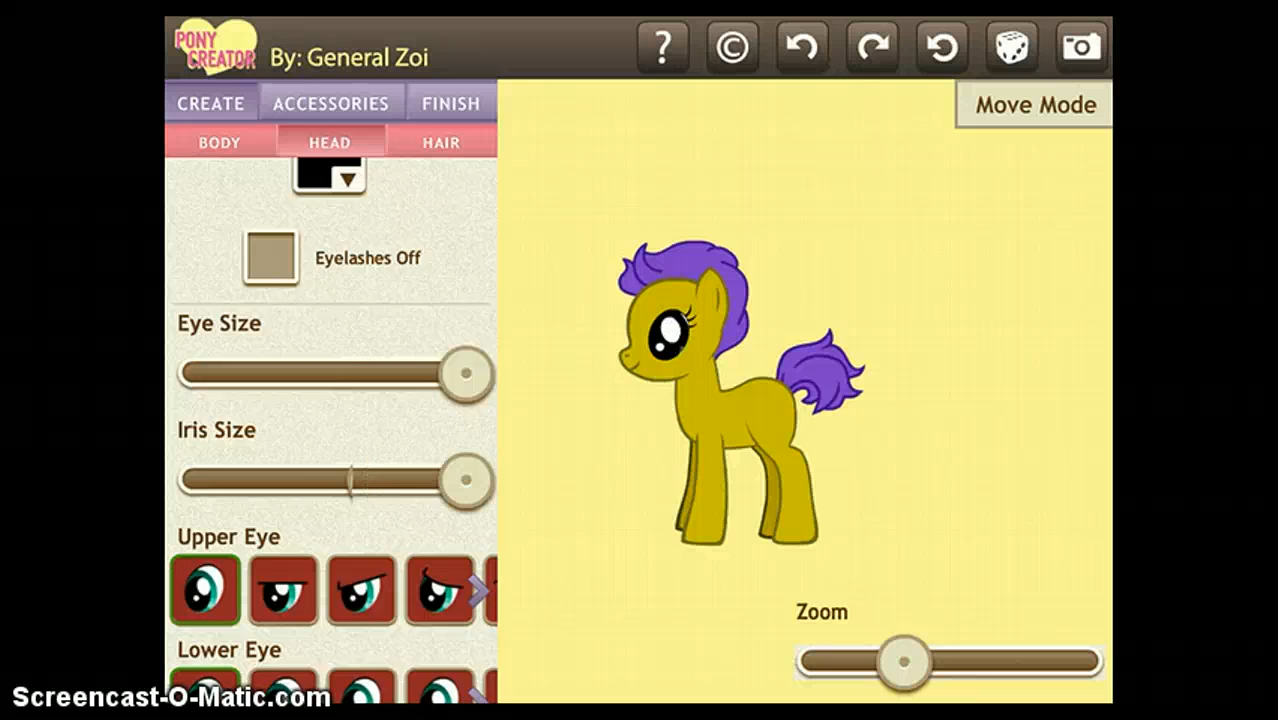 PONY
CREATOR
By: General Zoi
?
©
CREATE
ACCESSORIES
FINISH
Move Mode
BODY
HEAD
HAIR
Eyelashes Off
Eye Size
Iris Size
Upper Eye
Zoom
Lower Eye
Screencast-O-Matic.com